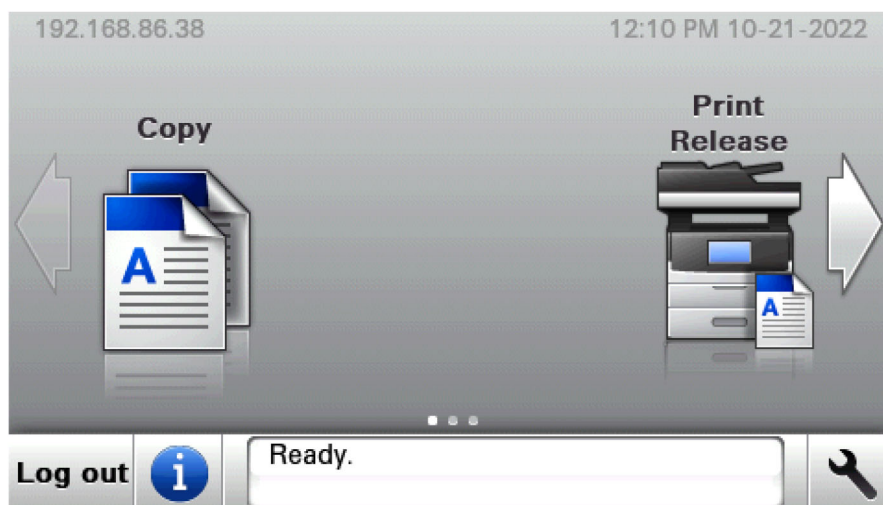 192.168.86.38
12:10 PM 10-21-2022
Copy
Print
Release
A
A
Log out
i
Ready.